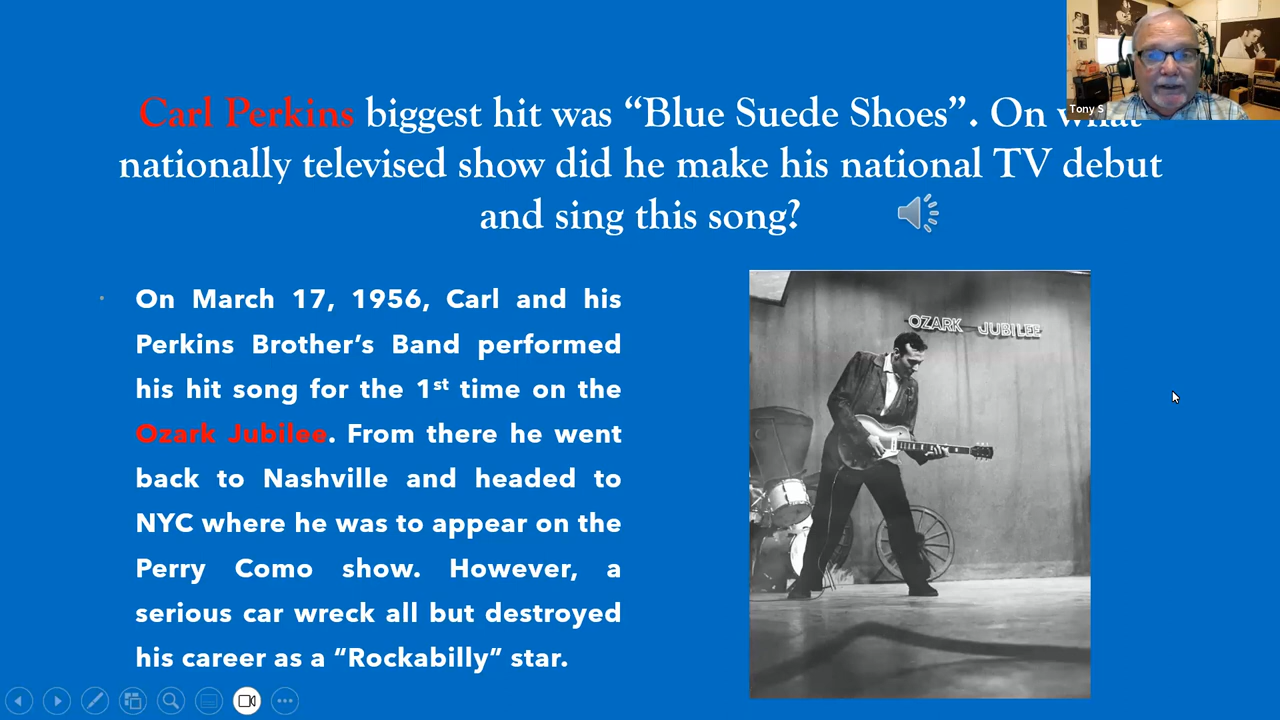 Carl Perkins biggest hit was “Blue Suede Shoes”. On what
nationally televised show did he make his national TV debut
and sing this song?
On March 17, 1956, Carl and his
Perkins Brother’s Band performed
his hit song for the 1st time on the
Ozark Jubilee. From there he went
back to Nashville and headed to
NYC where he was to appear on the
Perry Como show. However, a
serious car wreck all but destroyed
his career as a “Rockabilly” star.
OZARK JUBILEE
Tony S